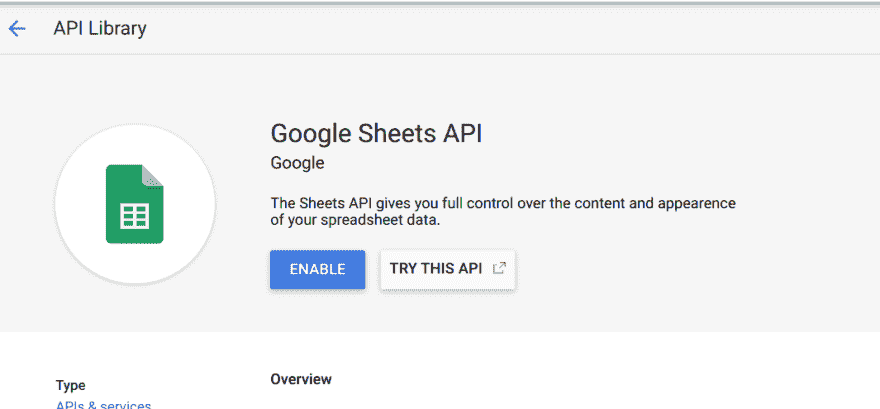 API Library
Google Sheets API
Google
The Sheets API gives you full control over the content and appearence
of your spreadsheet data.
ENABLE
TRY THIS API
Type
Overview
APIs & services